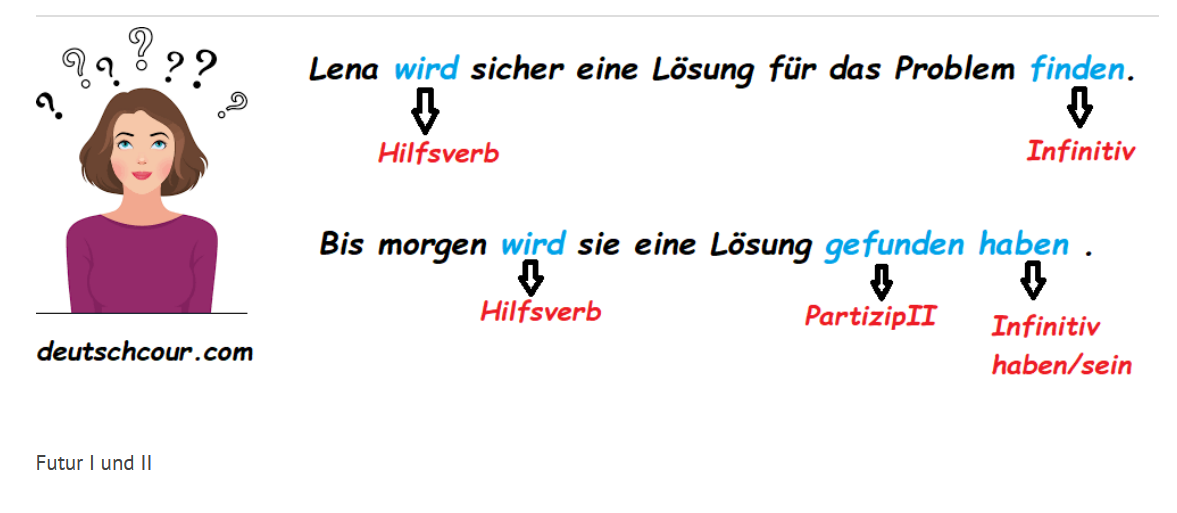 Lena wird sicher eine Lösung für das Problem finden.
Hilfsverb
Infinitiv
Bis morgen wird sie eine Lösung gefunden haben .
Hilfsverb
PartizipII
Infinitiv
haben/sein
deutschcour.com
Futur I und II